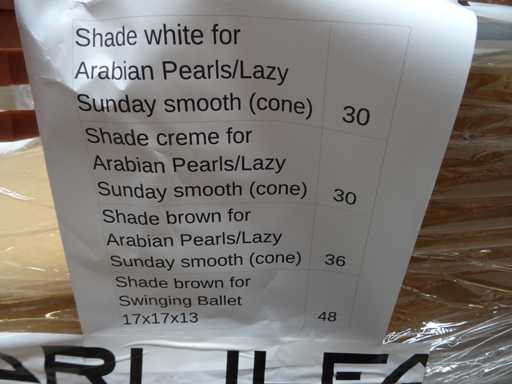 Shade white for
Arabian Pearls/Lazy
Sunday smooth (cone) 30
Shade creme for
Arabian Pearls/Lazy
Sunday smooth (cone) 30
Shade brown for
Arabian Pearls/Lazy
Sunday smooth (cone) 36
Shade brown for
Swinging Ballet
17x17x13 48